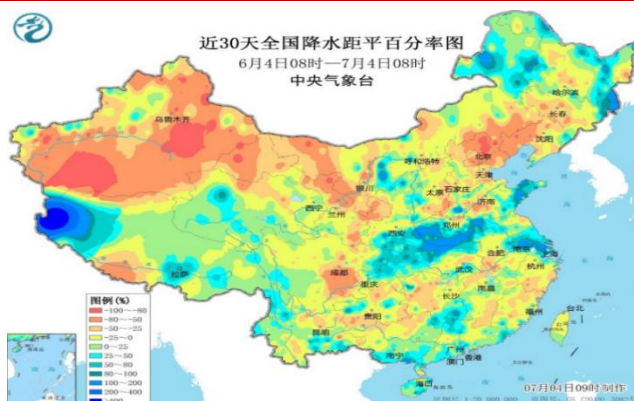 近30天全国降水距平百分率图
6月4日08时—7月4日08时
中央气象台
哈尔滨
长春
乌鲁木齐
沈阳
呼和浩特
北京
天津
银川
太原
石家庄
西宁
济南
兰州
西安
郑州
合肥
南京
上海
拉萨
成都
武汉
杭州
重庆
长沙
南昌
贵阳
福州
台北
昆明
南宁
广州
香港
澳门
海口
图例(%)
-100~-80
-80~-50
-50~-25
-25~0
0~25
25~50
50~80
80~100
100~200
200~400
>400
07月04日09时制作